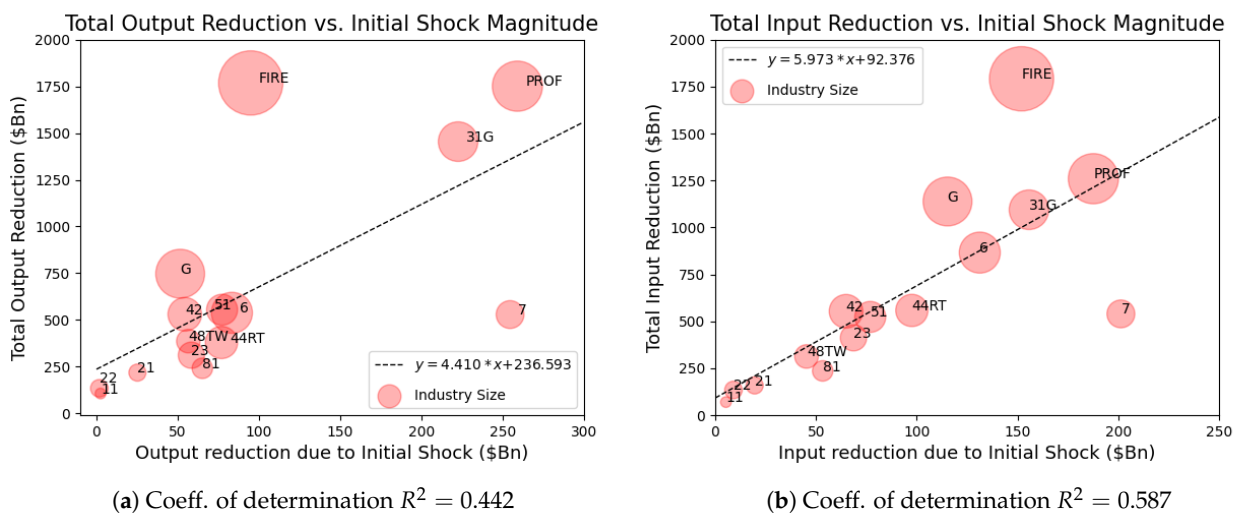 Total Output Reduction vs. Initial Shock Magnitude
Total Output Reduction ($Bn)
2000
1750
1500
1250
1000
750
500
250
0
FIRE
PROF
31G
G
42
51
6
7
48TW
44RT
23
81
21
22
11
y = 4.410 * x+236.593
Industry Size
0
50
100
150
200
250
300
Output reduction due to Initial Shock ($Bn)
(a) Coeff. of determination R² = 0.442
Total Input Reduction vs. Initial Shock Magnitude
Total Input Reduction ($Bn)
2000
1750
1500
1250
1000
750
500
250
0
y = 5.973 * x+92.376
Industry Size
FIRE
PROF
G
31G
6
42
51
44RT
7
23
48TW
81
22
21
11
0
50
100
150
200
250
Input reduction due to Initial Shock ($Bn)
(b) Coeff. of determination R² = 0.587